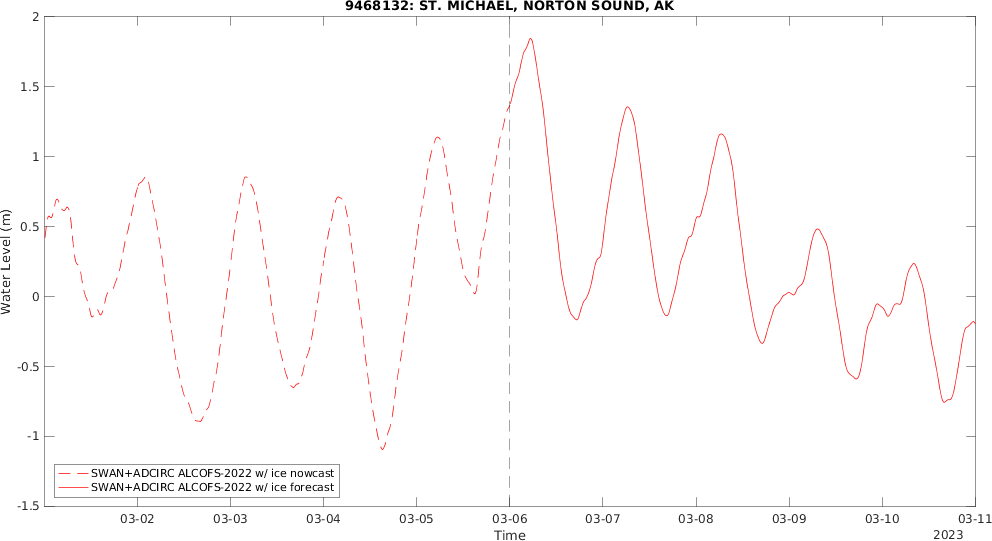 9468132: ST. MICHAEL, NORTON SOUND, AK
Water Level (m)
2
1.5
1
0.5
0
-0.5
-1
-1.5
SWAN+ADCIRC ALCOFS-2022 w/ ice nowcast
SWAN+ADCIRC ALCOFS-2022 w/ ice forecast
03-02 03-03 03-04 03-05 03-06 03-07 03-08 03-09 03-10 03-11
Time
2023